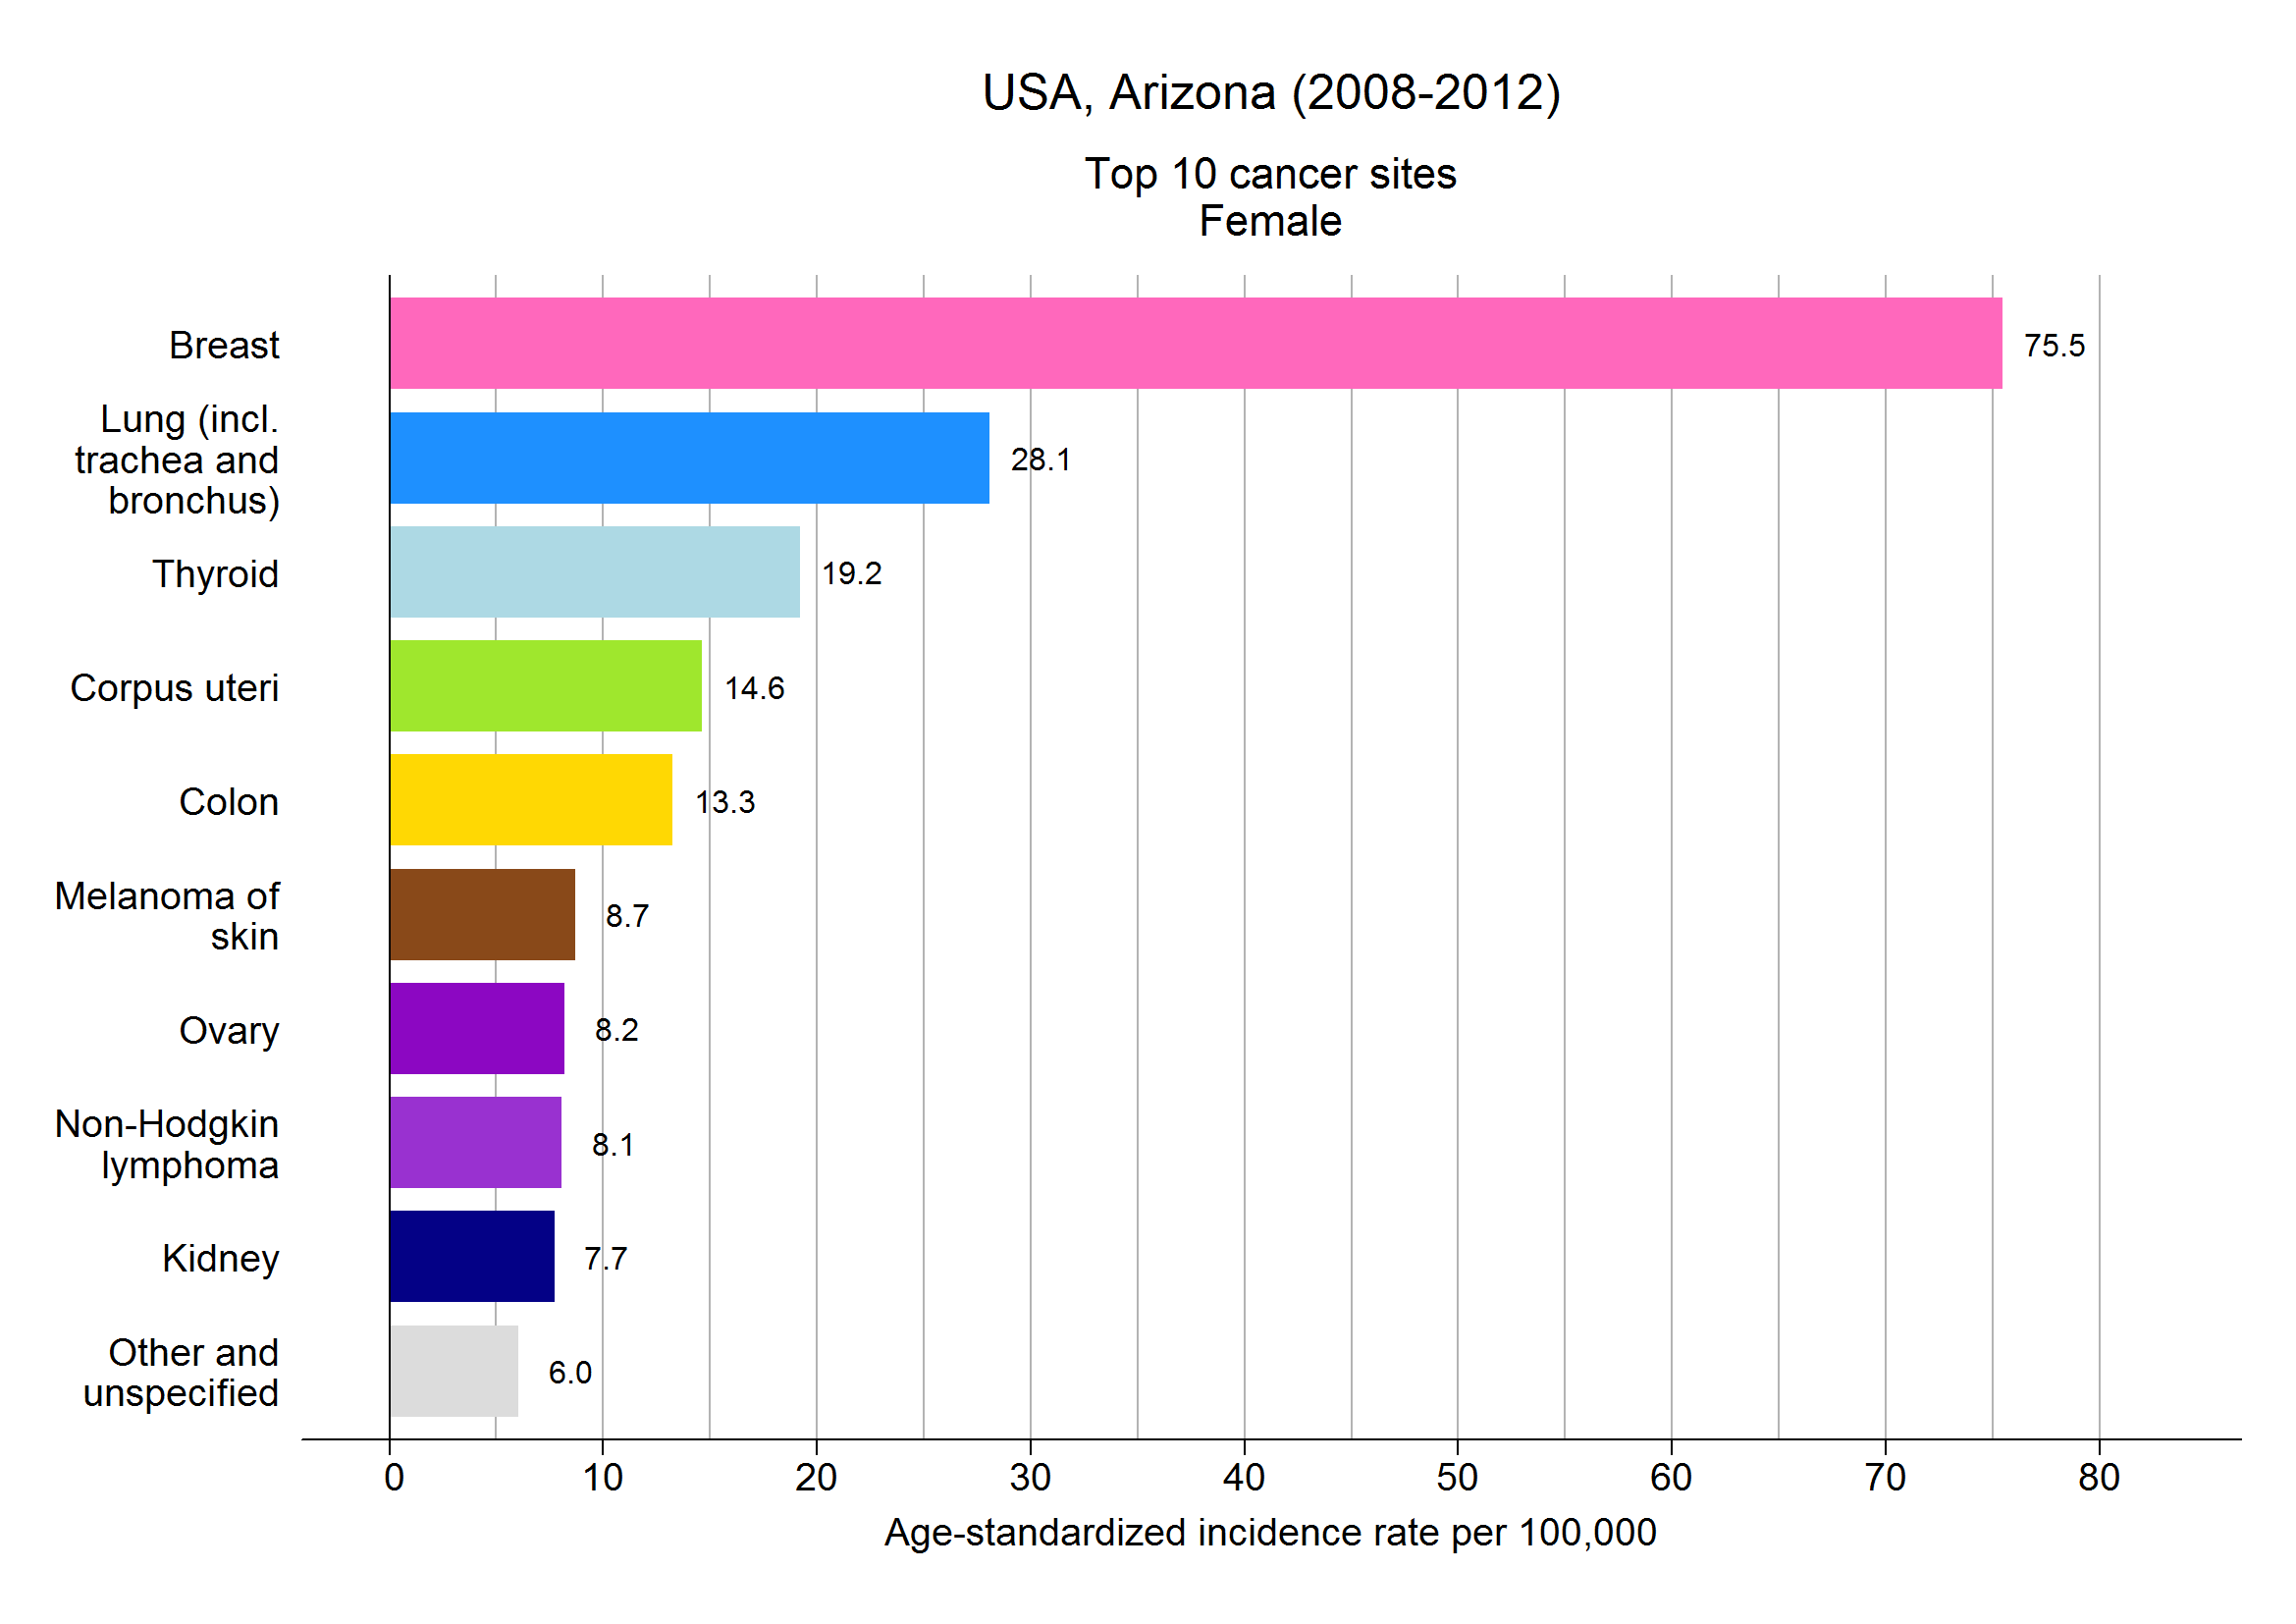 USA, Arizona (2008-2012)
Top 10 cancer sites
Female
Breast
75.5
Lung (incl.
trachea and
bronchus)
28.1
Thyroid
19.2
Corpus uteri
14.6
Colon
13.3
Melanoma of
skin
8.7
Ovary
8.2
Non-Hodgkin
lymphoma
8.1
Kidney
7.7
Other and
unspecified
6.0
0 10 20 30 40 50 60 70 80
Age-standardized incidence rate per 100,000